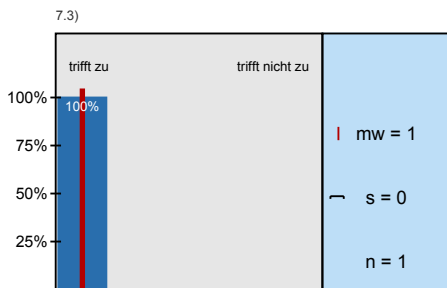 7.3)
trifft zu trifft nicht zu
100%
100%
75%
50%
25%
mw = 1
s = 0
n = 1